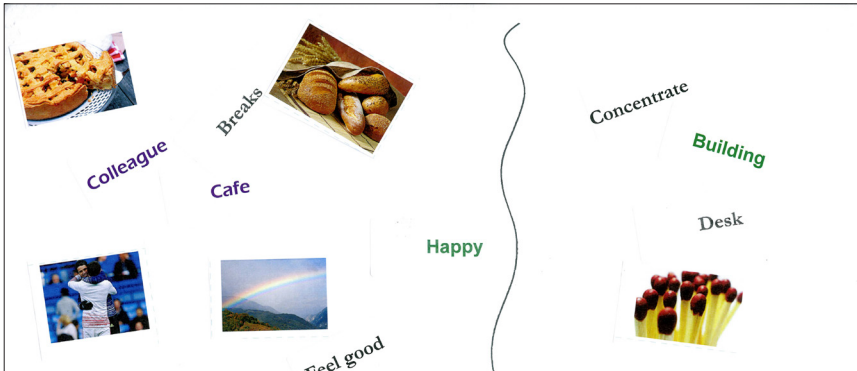 Breaks
Colleague
Cafe
Happy
Feel good
Concentrate
Building
Desk